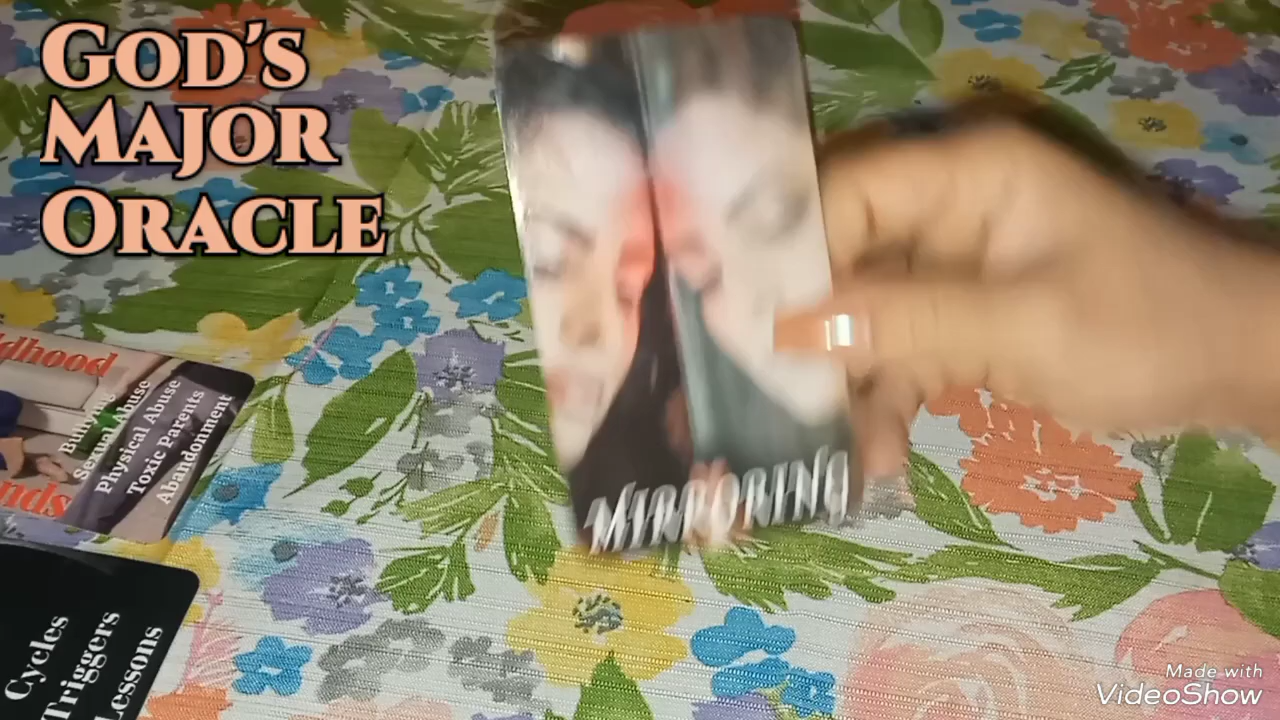 GOD'S
MAJOR
ORACLE
MIRRORING
ldhood
Bullying
Sexual Abuse
Physical Abuse
Toxic Parents
Abandonment
nds
Cycles
Triggers
Lessons
Made with
VideoShow